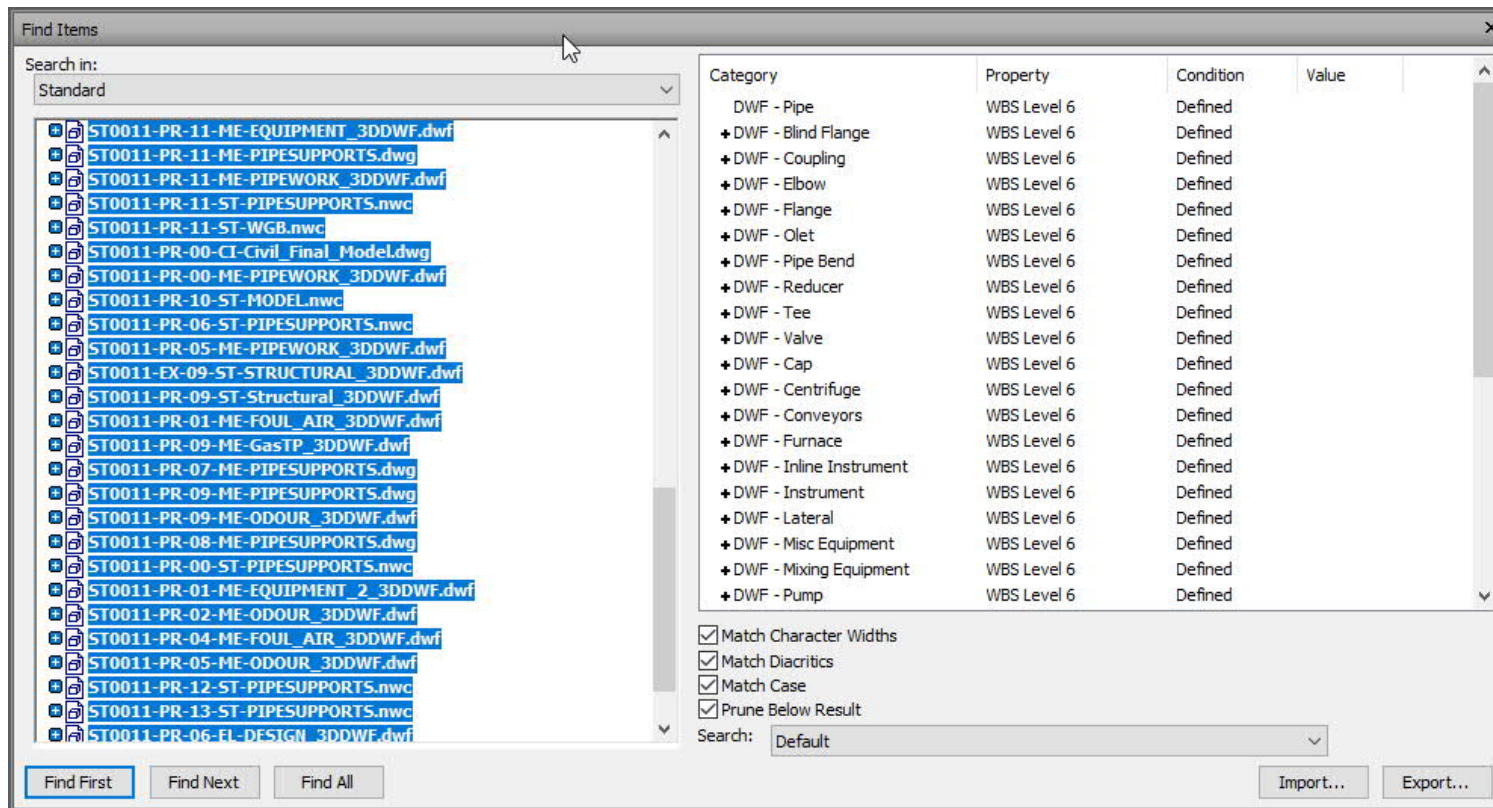 Find Items
Search in:
Standard
ST0011-PR-11-ME-EQUIPMENT_3DDWF.dwf
ST0011-PR-11-ME-PIPESUPPORTS.dwg
ST0011-PR-11-ME-PIPEWORK_3DDWF.dwf
ST0011-PR-11-ST-PIPESUPPORTS.nwc
ST0011-PR-11-ST-WGB.nwc
ST0011-PR-00-CI-Civil_Final_Model.dwg
ST0011-PR-00-ME-PIPEWORK_3DDWF.dwf
ST0011-PR-10-ST-MODEL.nwc
ST0011-PR-06-ST-PIPESUPPORTS.nwc
ST0011-PR-05-ME-PIPEWORK_3DDWF.dwf
ST0011-EX-09-ST-STRUCTURAL_3DDWF.dwf
ST0011-PR-09-ST-Structural_3DDWF.dwf
ST0011-PR-01-ME-FOUL_AIR_3DDWF.dwf
ST0011-PR-09-ME-GasTP_3DDWF.dwf
ST0011-PR-07-ME-PIPESUPPORTS.dwg
ST0011-PR-09-ME-PIPESUPPORTS.dwg
ST0011-PR-09-ME-ODOUR_3DDWF.dwf
ST0011-PR-08-ME-PIPESUPPORTS.dwg
ST0011-PR-00-ST-PIPESUPPORTS.nwc
ST0011-PR-01-ME-EQUIPMENT_2_3DDWF.dwf
ST0011-PR-02-ME-ODOUR_3DDWF.dwf
ST0011-PR-04-ME-FOUL_AIR_3DDWF.dwf
ST0011-PR-05-ME-ODOUR_3DDWF.dwf
ST0011-PR-12-ST-PIPESUPPORTS.nwc
ST0011-PR-13-ST-PIPESUPPORTS.nwc
ST0011-PR-06-EL-DESIGN_3DDWF.dwf
Find First Find Next Find All
Category Property Condition Value
DWF - Pipe WBS Level 6 Defined
+DWF - Blind Flange WBS Level 6 Defined
+DWF - Coupling WBS Level 6 Defined
+DWF - Elbow WBS Level 6 Defined
+DWF - Flange WBS Level 6 Defined
+DWF - Olet WBS Level 6 Defined
+DWF - Pipe Bend WBS Level 6 Defined
+DWF - Reducer WBS Level 6 Defined
+DWF - Tee WBS Level 6 Defined
+DWF - Valve WBS Level 6 Defined
+DWF - Cap WBS Level 6 Defined
+DWF - Centrifuge WBS Level 6 Defined
+DWF - Conveyors WBS Level 6 Defined
+DWF - Furnace WBS Level 6 Defined
+DWF - Inline Instrument WBS Level 6 Defined
+DWF - Instrument WBS Level 6 Defined
+DWF - Lateral WBS Level 6 Defined
+DWF - Misc Equipment WBS Level 6 Defined
+DWF - Mixing Equipment WBS Level 6 Defined
+DWF - Pump WBS Level 6 Defined
Match Character Widths
Match Diacritics
Match Case
Prune Below Result
Search: Default
Import... Export...